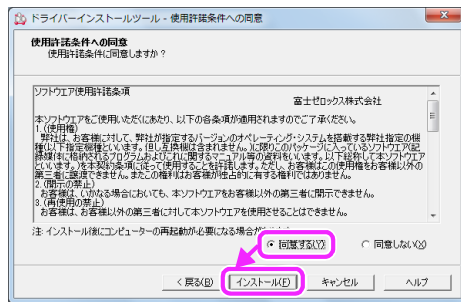 ドライバーインストールツール - 使用許諾条件への同意
使用許諾条件への同意
使用許諾条件に同意しますか?
ソフトウエア使用許諾条項
富士ゼロックス株式会社
本ソフトウエアをご使用いただくにあたり、以下の各条項が適用されますのでご了承ください。
1.(使用権)
弊社は、お客様に対して、弊社が指定するバージョンのオペレーティング・システムを搭載する弊社指定の機
種(以下指定機種といいます。但し互換機は含まれません。)に限りこのパッケージに入っているソフトウエア(記
録媒体に格納されるプログラムおよびこれに関するマニュアル等の資料をいいます。以下総称して本ソフトウエア
といいます。)を本契約条項に従って使用することを許諾します。ただし、お客様はこの使用権をお客様以外の
第三者に譲渡できません。またこの権利はお客様が独占的に有する権利ではありません。
2.(開示の禁止)
お客様は、いかなる場合においても、本ソフトウエアをお客様以外の第三者に開示できません。
3.(再使用の禁止)
お客様は、お客様以外の第三者に対して本ソフトウエアを使用させることはできません。
注: インストール後にコンピューターの再起動が必要になる場合が
同意する(Y) 同意しない(X)
< 戻る(B) インストール(I) キャンセル ヘルプ